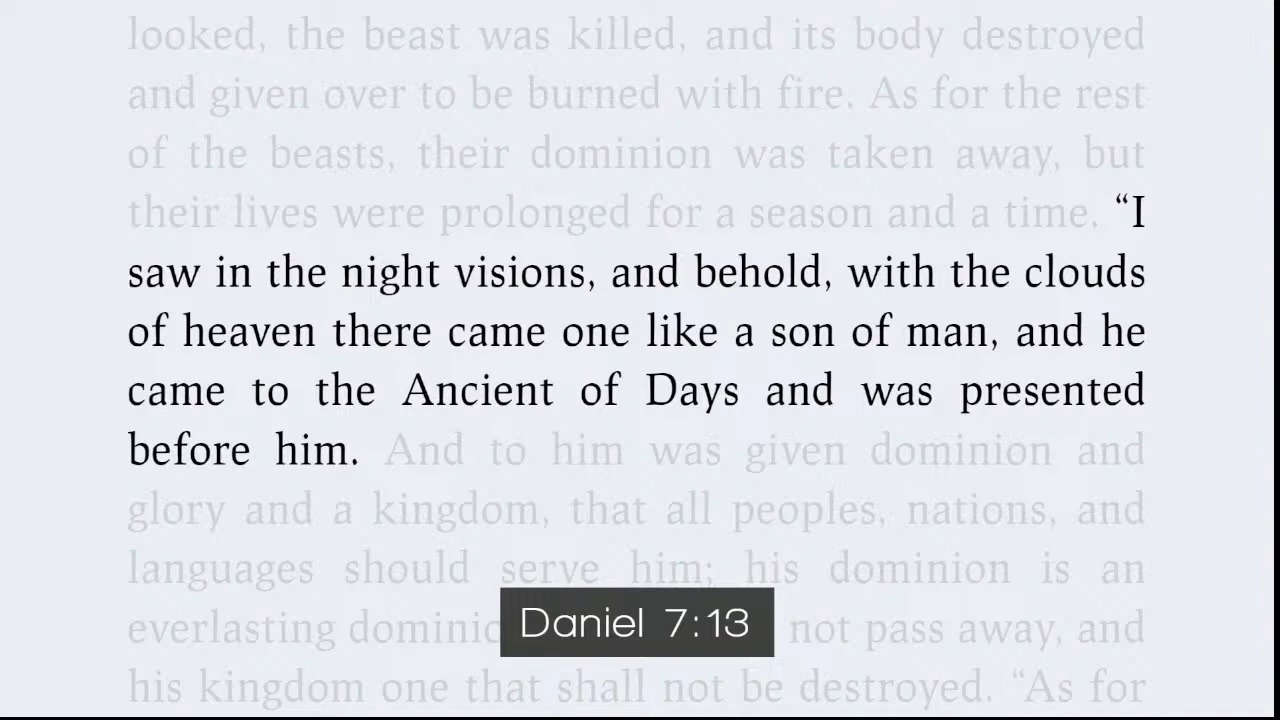 looked, the beast was killed, and its body destroyed
and given over to be burned with fire. As for the rest
of the beasts, their dominion was taken away, but
their lives were prolonged for a season and a time. “I
saw in the night visions, and behold, with the clouds
of heaven there came one like a son of man, and he
came to the Ancient of Days and was presented
before him. And to him was given dominion and
glory and a kingdom, that all peoples, nations, and
languages should serve him; his dominion is an
everlasting not pass away, and
Daniel 7:13
his kingdom one that shall not be destroyed. “As for